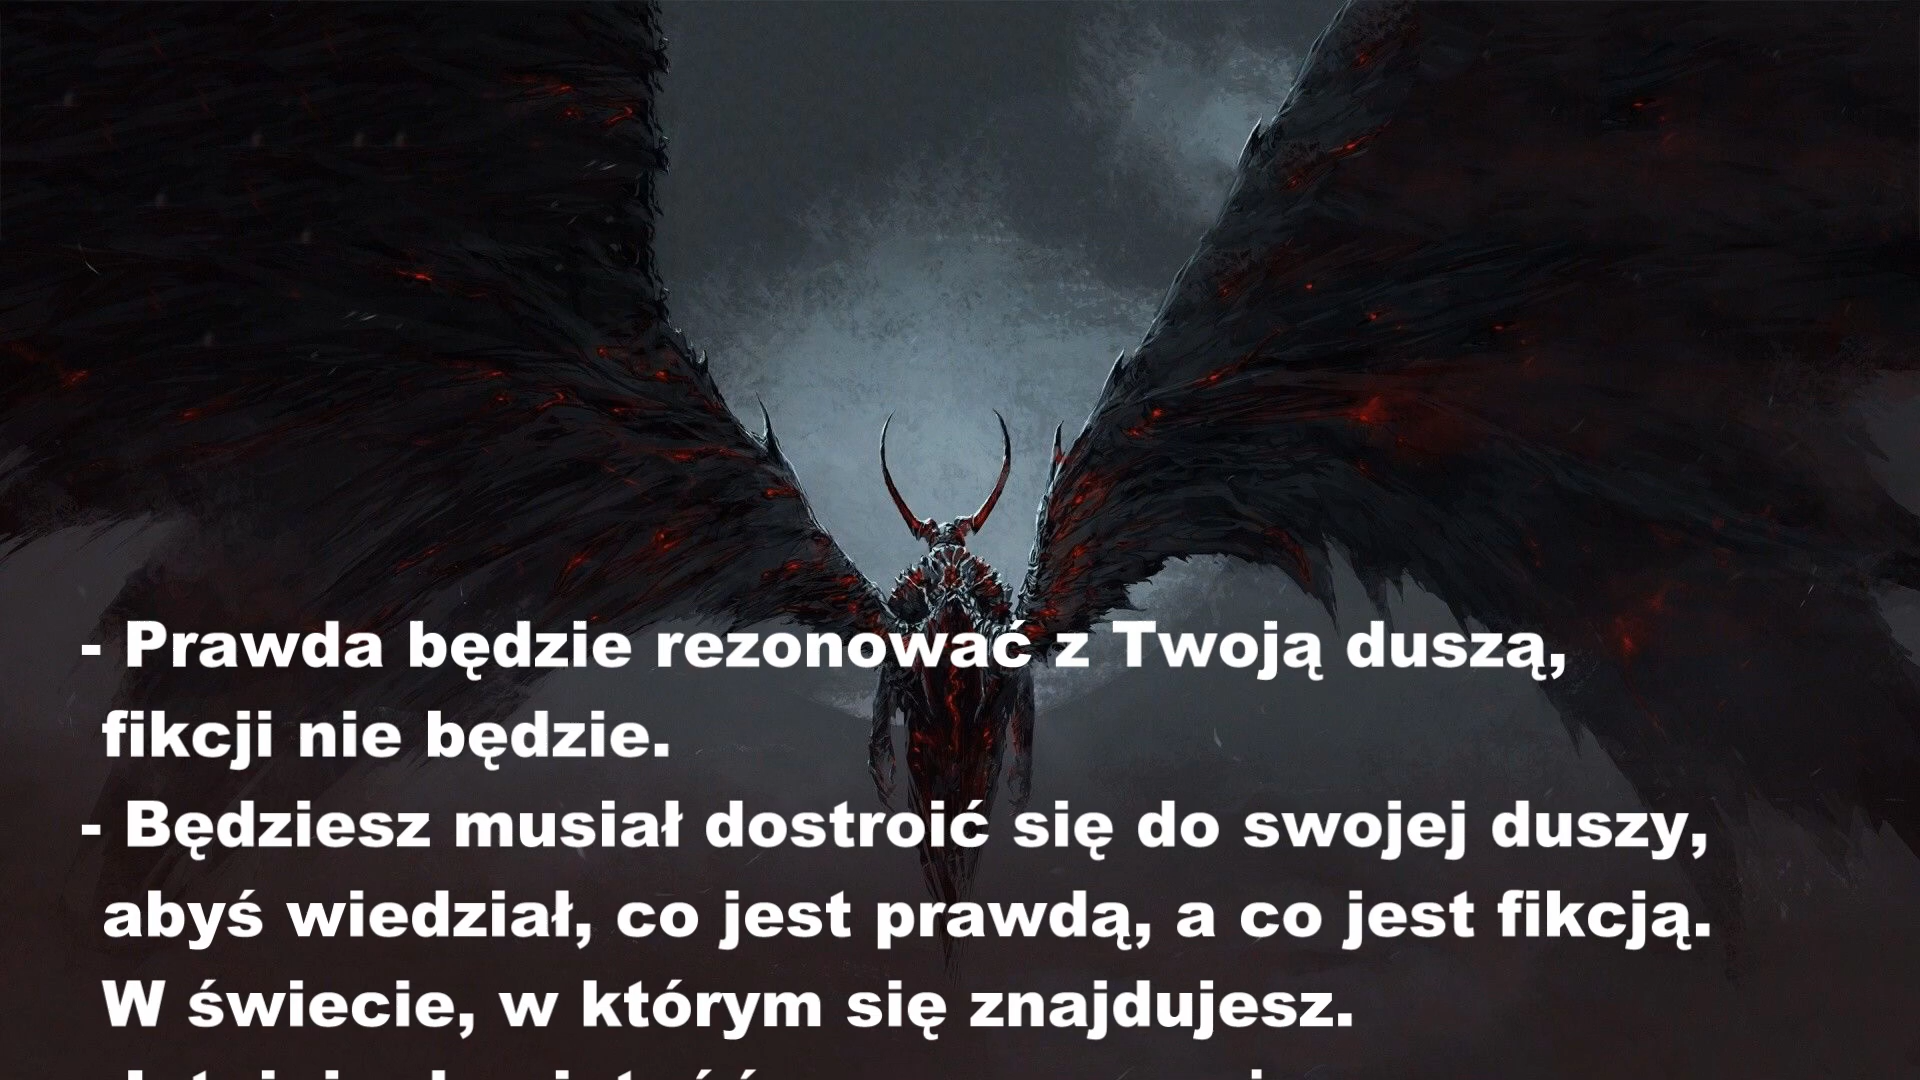 - Prawda będzie rezonować z Twoją duszą,
fikcji nie będzie.
- Będziesz musiał dostroić się do swojej duszy,
abyś wiedział, co jest prawdą, a co jest fikcją.
W świecie, w którym się znajdujesz.